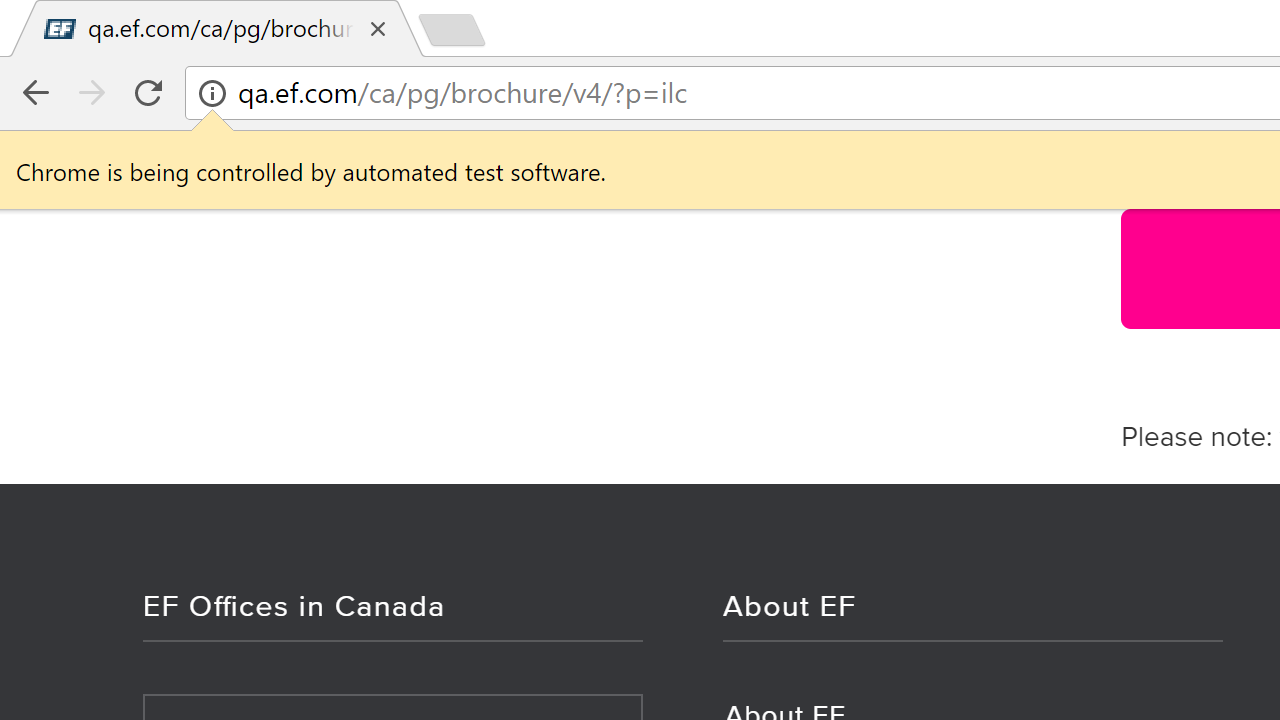 EF qa.ef.com/ca/pg/brochur
qa.ef.com/ca/pg/brochure/v4/?p=ilc
Chrome is being controlled by automated test software.
Please note:
EF Offices in Canada
About EF
About EF